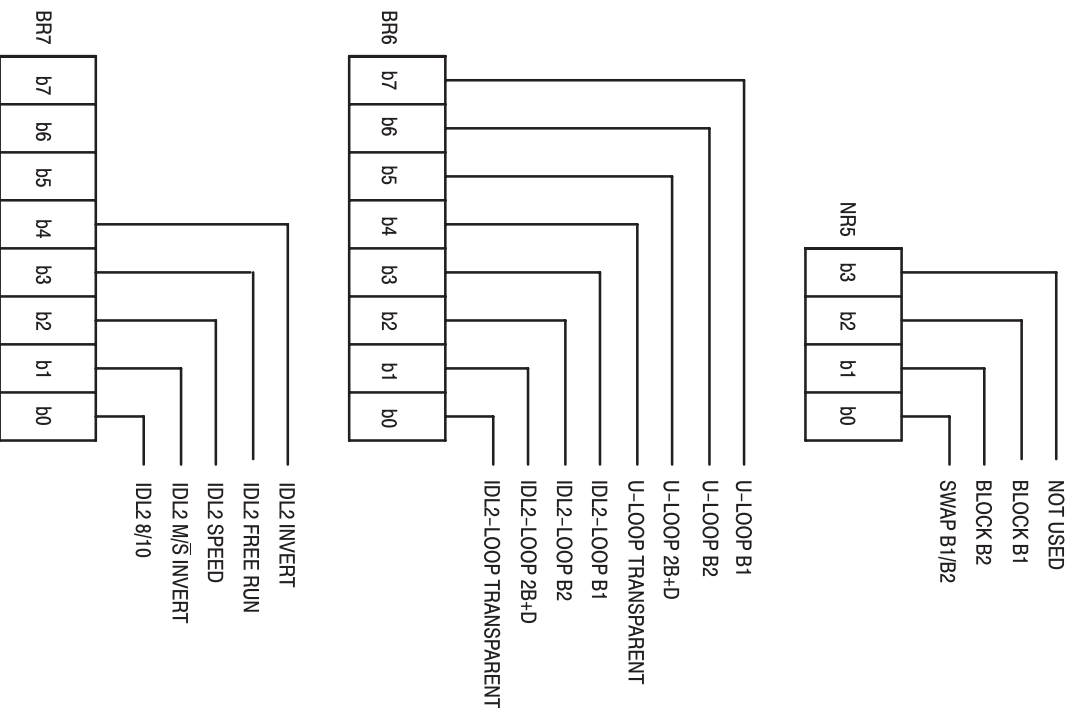 NR5
b3
b2
b1
b0
NOT USED
BLOCK B1
BLOCK B2
SWAP B1/B2
BR6
b7
b6
b5
b4
b3
b2
b1
b0
U-LOOP B1
U-LOOP B2
U-LOOP 2B+D
U-LOOP TRANSPARENT
IDL2-LOOP B1
IDL2-LOOP B2
IDL2-LOOP 2B+D
IDL2-LOOP TRANSPARENT
BR7
b7
b6
b5
b4
b3
b2
b1
b0
IDL2 INVERT
IDL2 FREE RUN
IDL2 SPEED
IDL2 M/S̅ INVERT
IDL2 8/10